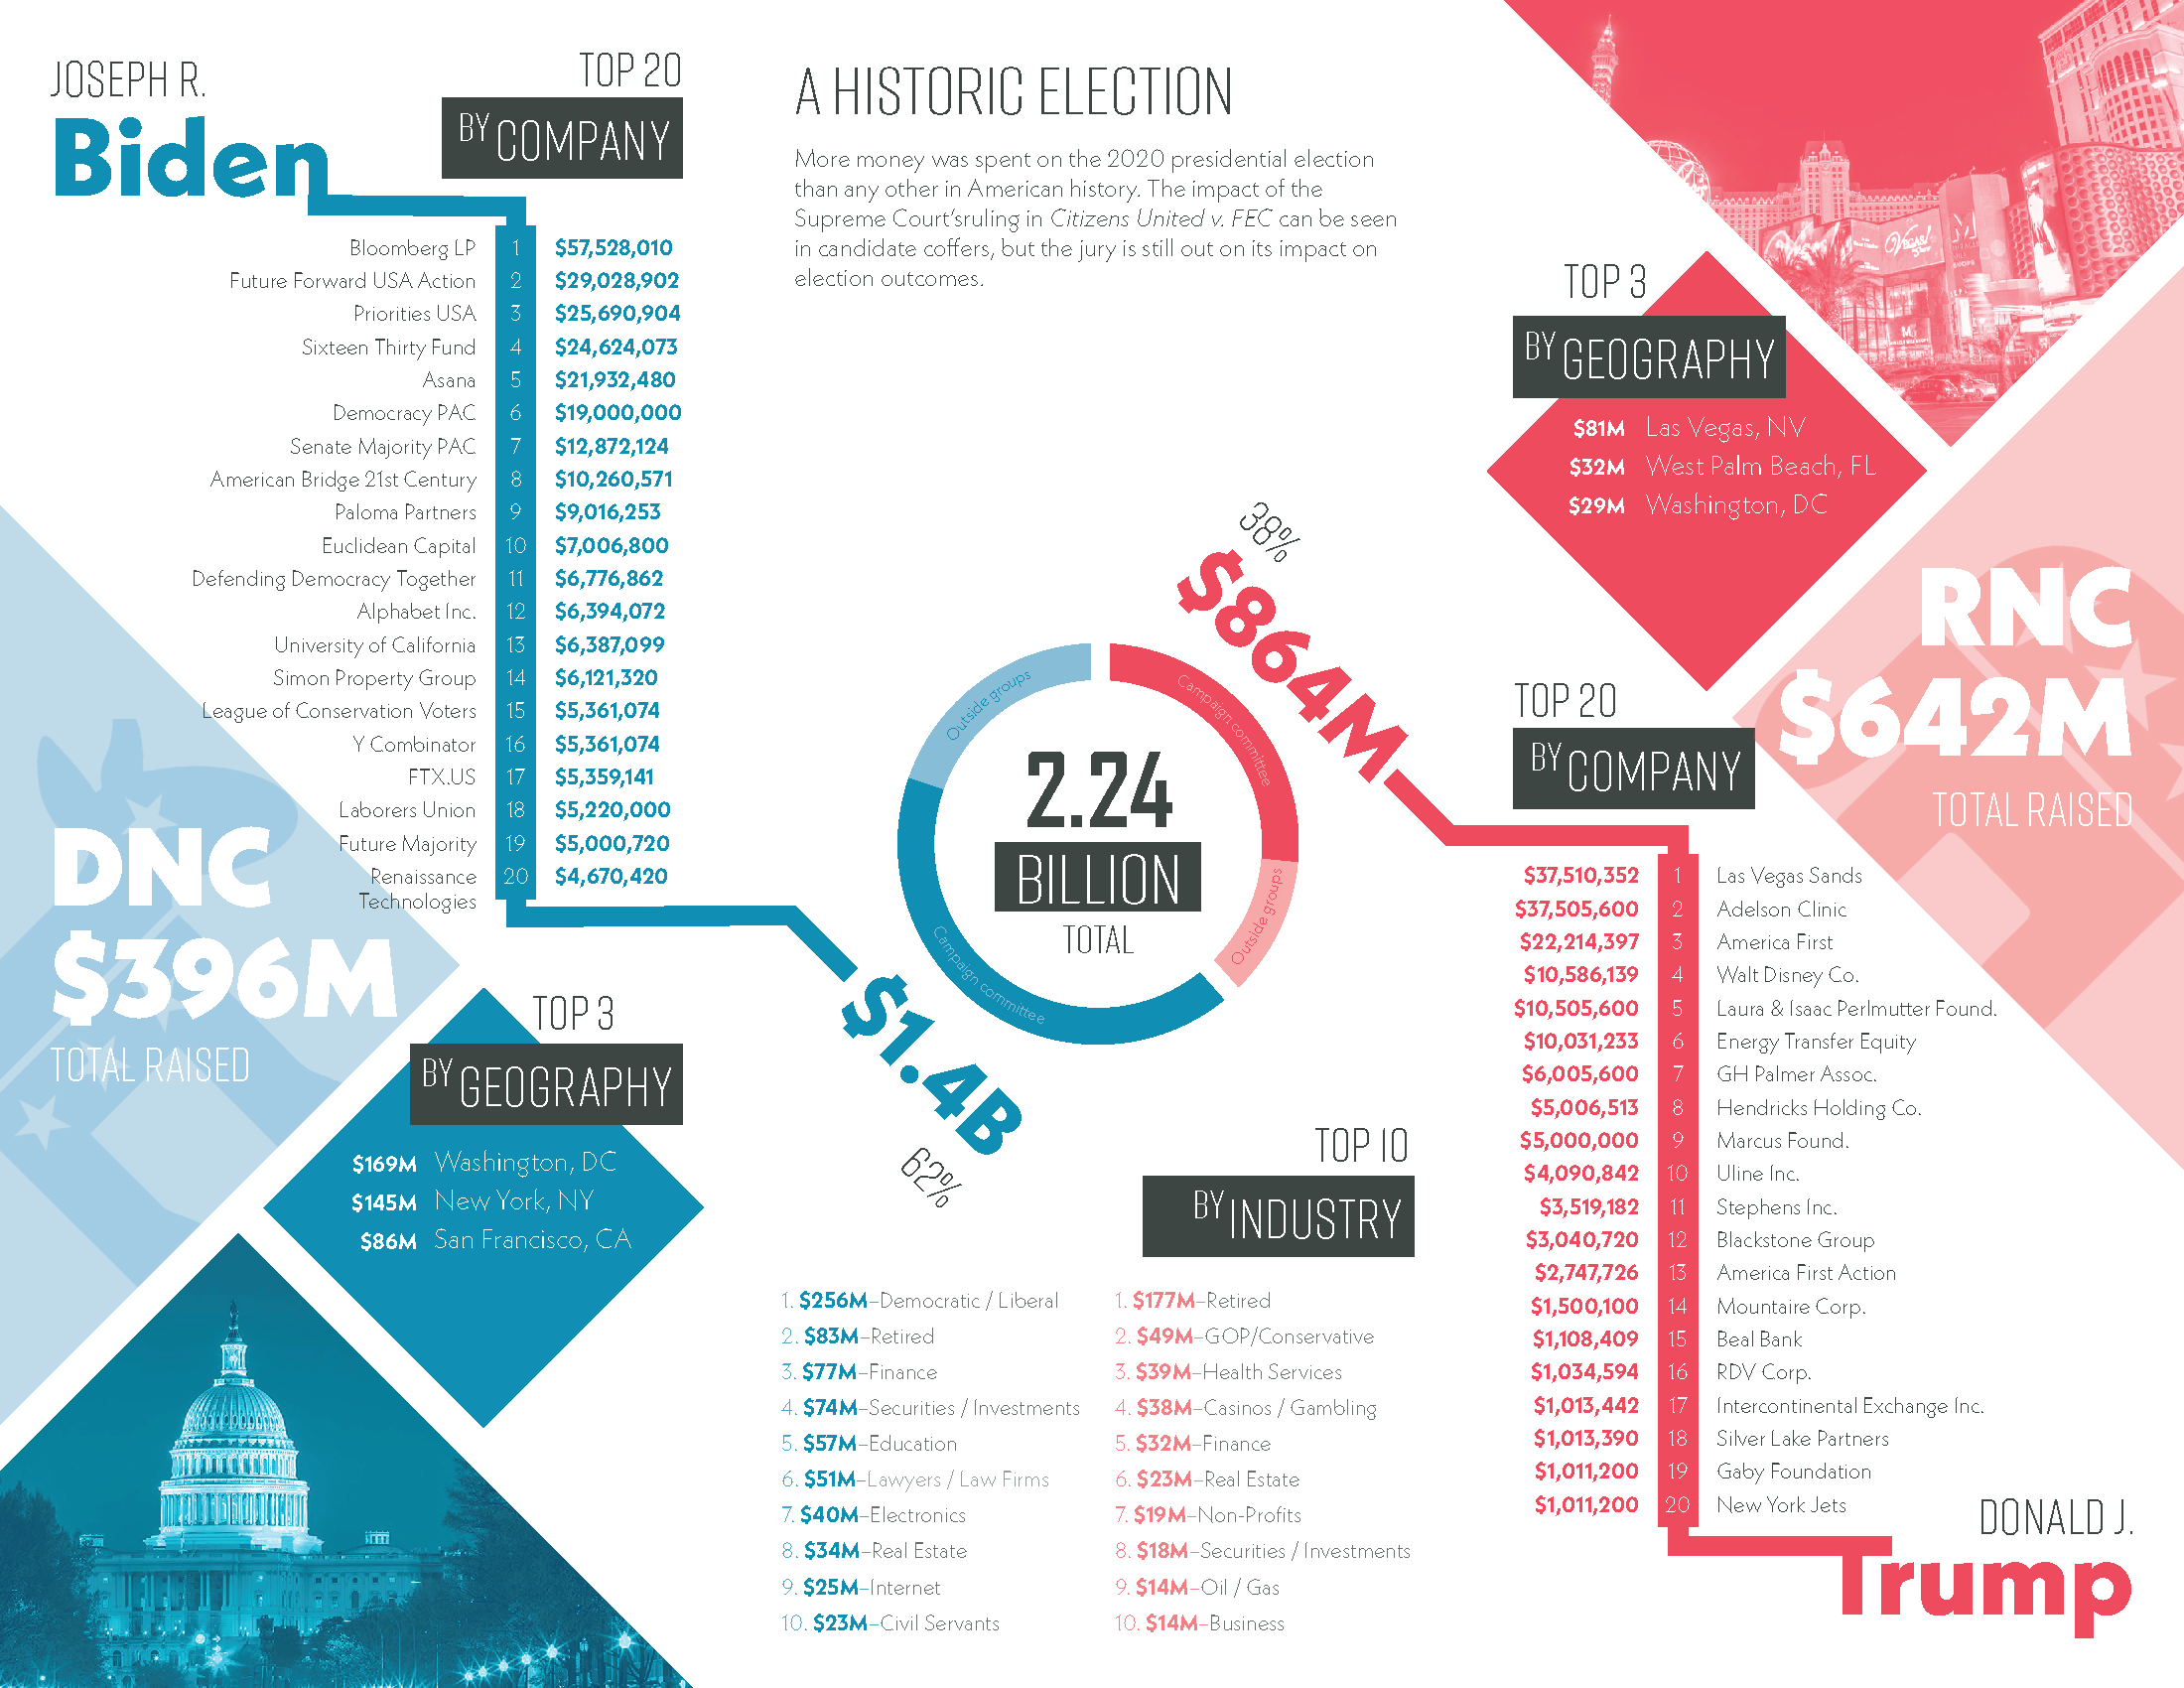 JOSEPH R.
Biden
TOP 20
BY COMPANY
Bloomberg LP 1 $57,528,010
Future Forward USA Action 2 $29,028,902
Priorities USA 3 $25,690,904
Sixteen Thirty Fund 4 $24,624,073
Asana 5 $21,932,480
Democracy PAC 6 $19,000,000
Senate Majority PAC 7 $12,872,124
American Bridge 21st Century 8 $10,260,571
Paloma Partners 9 $9,016,253
Euclidean Capital 10 $7,006,800
Defending Democracy Together 11 $6,776,862
Alphabet Inc. 12 $6,394,072
University of California 13 $6,387,099
Simon Property Group 14 $6,121,320
League of Conservation Voters 15 $5,361,074
Y Combinator 16 $5,361,074
FTX.US 17 $5,359,141
Laborers Union 18 $5,220,000
Future Majority 19 $5,000,720
Renaissance 20 $4,670,420
Technologies
DNC
$396M
TOTAL RAISED
TOP 3
BY GEOGRAPHY
$169M Washington, DC
$145M New York, NY
$86M San Francisco, CA
A HISTORIC ELECTION
More money was spent on the 2020 presidential election
than any other in American history. The impact of the
Supreme Court'sruling in Citizens United v. FEC can be seen
in candidate coffers, but the jury is still out on its impact on
election outcomes.
38%
$864M
Outside groups
Campaign committee
2.24
BILLION
TOTAL
Outside groups
Campaign committee
$1.4B
62%
TOP 10
BY INDUSTRY
1. $256M–Democratic / Liberal
2. $83M–Retired
3. $77M–Finance
4. $74M–Securities / Investments
5. $57M–Education
6. $51M–Lawyers / Law Firms
7. $40M–Electronics
8. $34M–Real Estate
9. $25M–Internet
10. $23M–Civil Servants
1. $177M–Retired
2. $49M–GOP/Conservative
3. $39M–Health Services
4. $38M–Casinos / Gambling
5. $32M–Finance
6. $23M–Real Estate
7. $19M–Non-Profits
8. $18M–Securities / Investments
9. $14M–Oil / Gas
10. $14M–Business
TOP 3
BY GEOGRAPHY
$81M Las Vegas, NV
$32M West Palm Beach, FL
$29M Washington, DC
RNC
$642M
TOTAL RAISED
TOP 20
BY COMPANY
$37,510,352 1 Las Vegas Sands
$37,505,600 2 Adelson Clinic
$22,214,397 3 America First
$10,586,139 4 Walt Disney Co.
$10,505,600 5 Laura & Isaac Perlmutter Found.
$10,031,233 6 Energy Transfer Equity
$6,005,600 7 GH Palmer Assoc.
$5,006,513 8 Hendricks Holding Co.
$5,000,000 9 Marcus Found.
$4,090,842 10 Uline Inc.
$3,519,182 11 Stephens Inc.
$3,040,720 12 Blackstone Group
$2,747,726 13 America First Action
$1,500,100 14 Mountaire Corp.
$1,108,409 15 Beal Bank
$1,034,594 16 RDV Corp.
$1,013,442 17 Intercontinental Exchange Inc.
$1,013,390 18 Silver Lake Partners
$1,011,200 19 Gaby Foundation
$1,011,200 20 New York Jets
DONALD J.
Trump